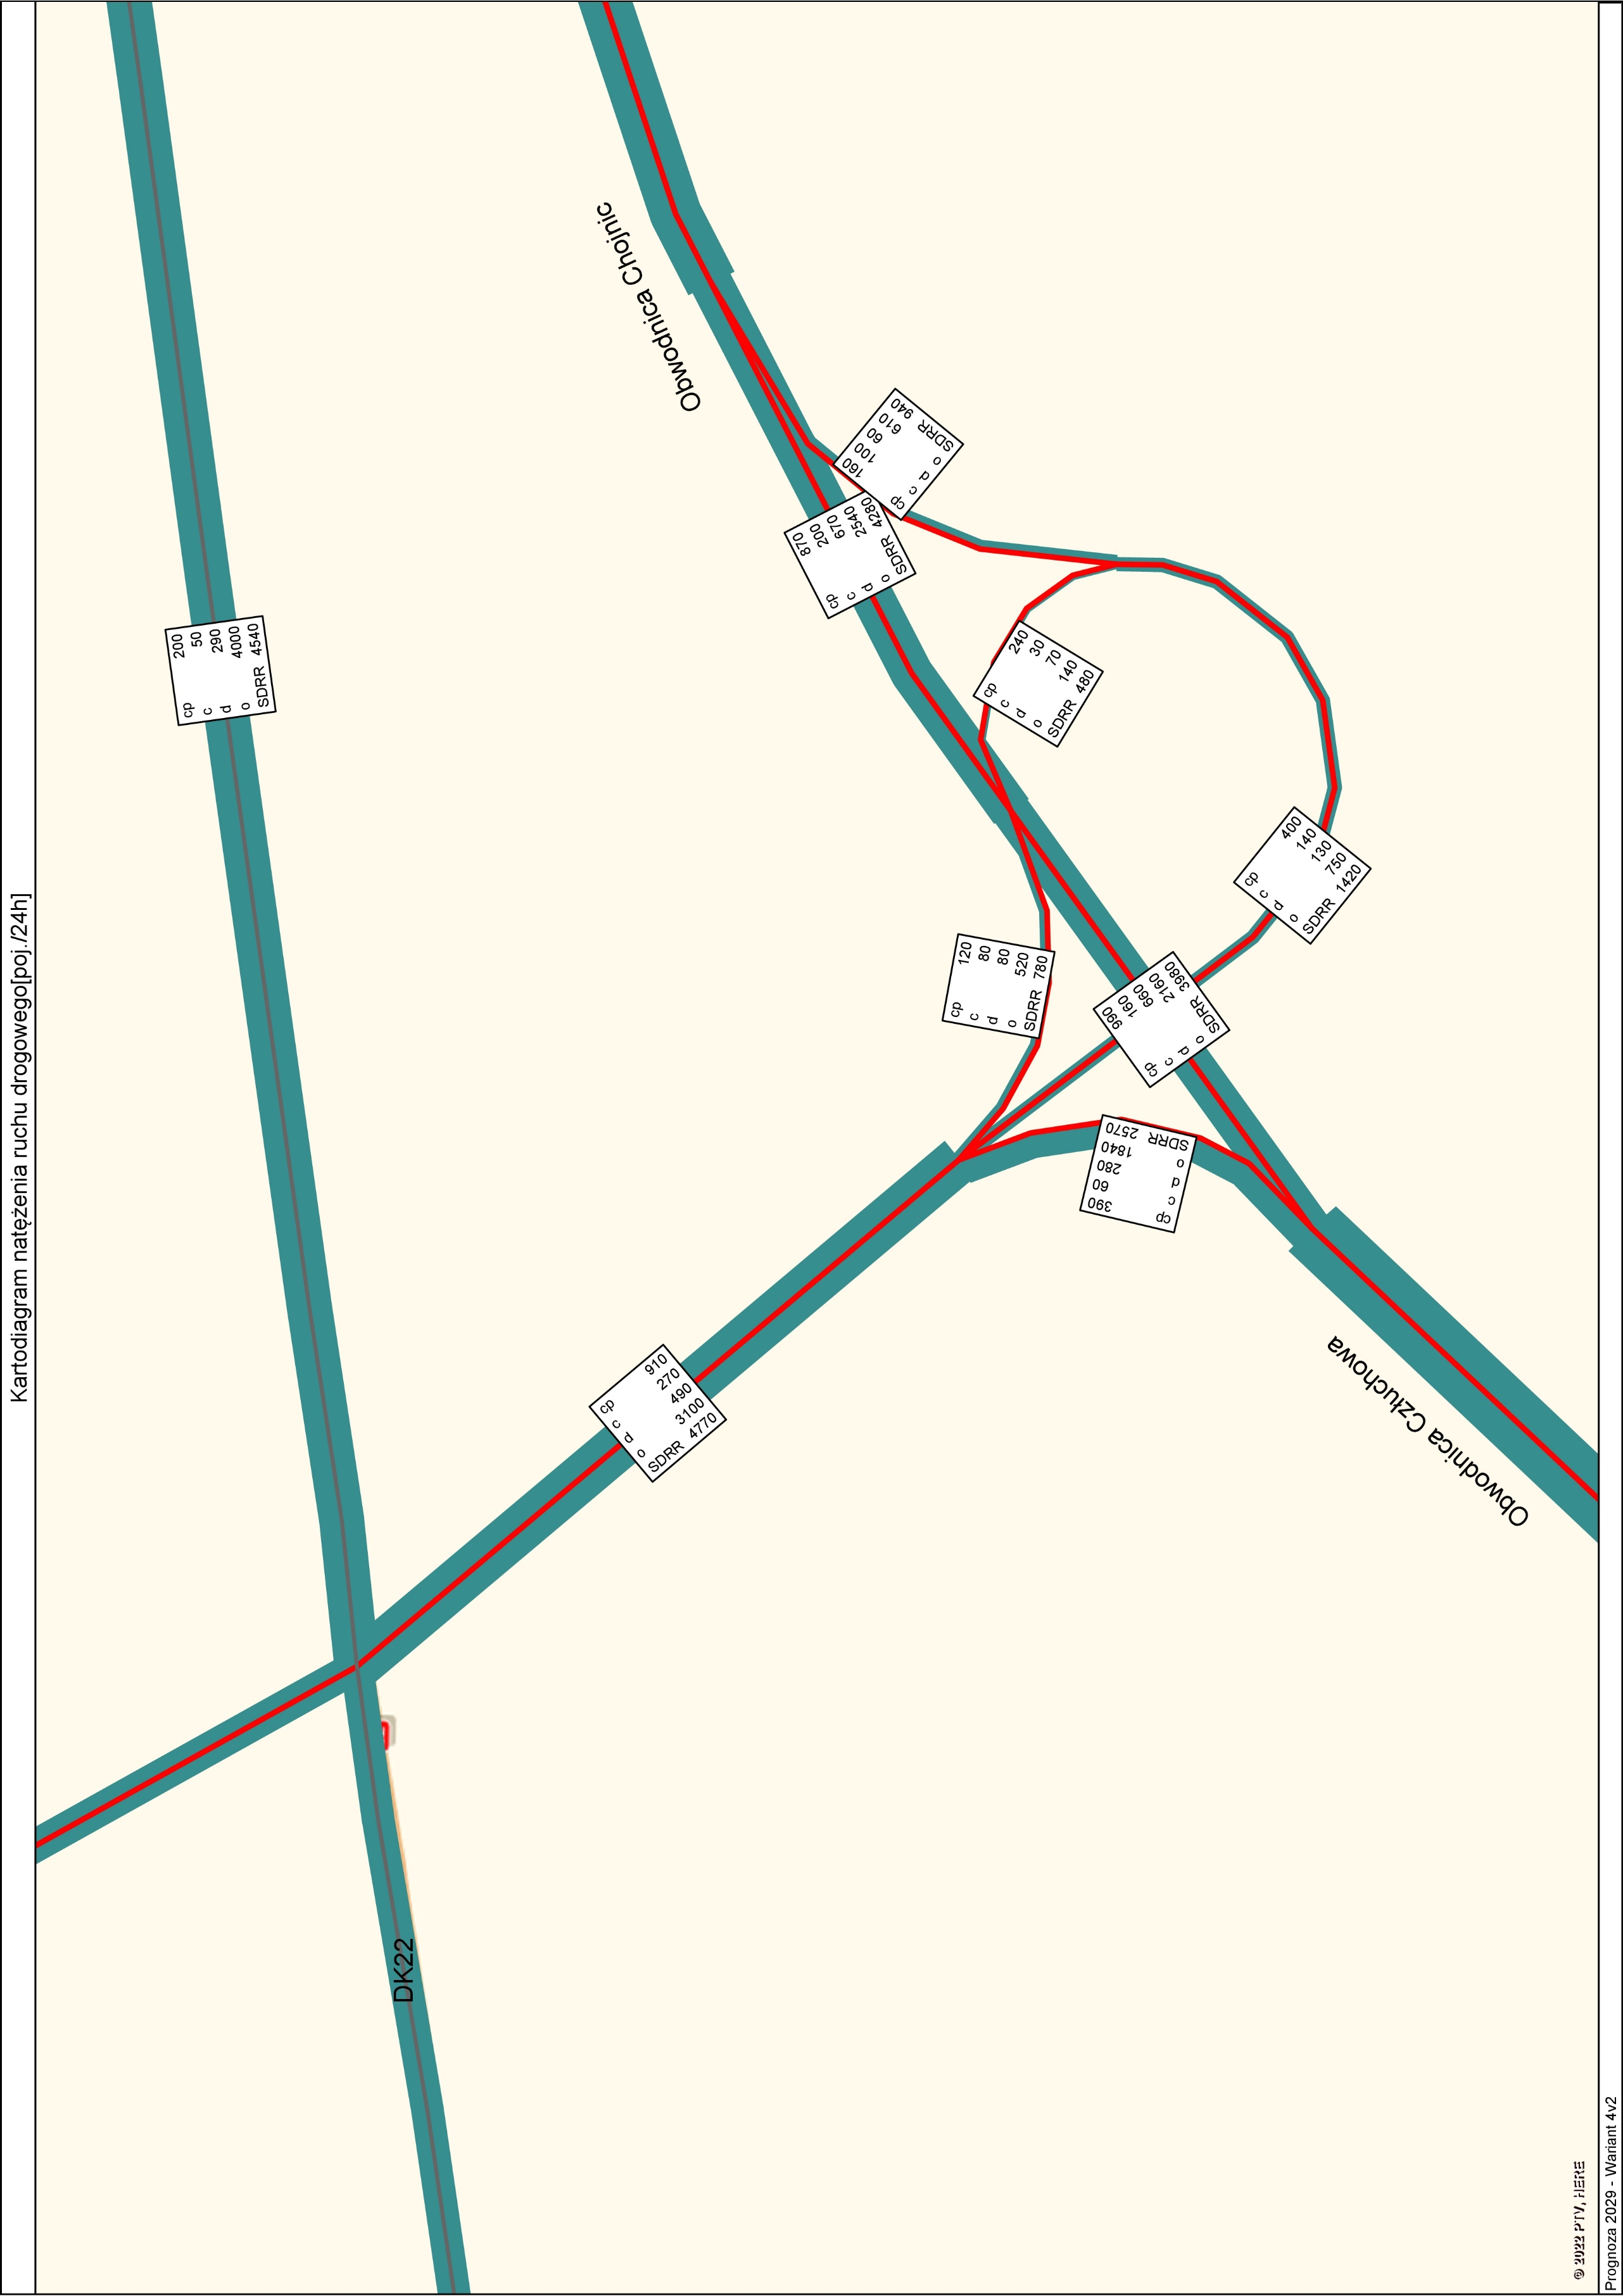 Kartodiagram natężenia ruchu drogowego[poj./24h]
cp 200
c 50
d 290
o 4000
SDRR 4540
Obwodnica Chojnic
cp 160
c 100
d 60
o 610
SDRR 940
cp 870
c 200
d 670
o 2540
SDRR 4280
cp 240
c 30
d 70
o 140
SDRR 480
cp 400
c 140
d 130
o 750
SDRR 1420
cp 120
c 80
d 80
o 520
SDRR 780
cp 990
c 160
d 660
o 2160
SDRR 3980
cp 390
c 60
d 280
o 1840
SDRR 2570
cp 910
c 270
d 490
o 3100
SDRR 4770
Obwodnica Człuchowa
DK22
© 2022 PTV, HERE
Prognoza 2029 - Wariant 4v2